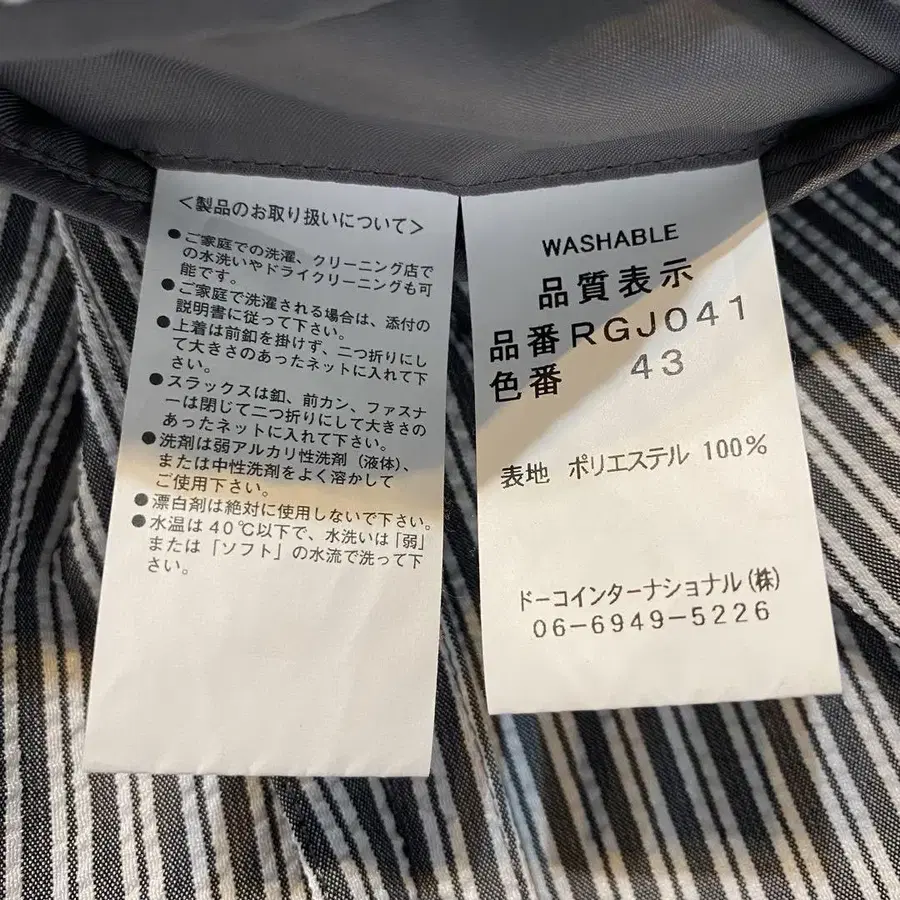 <製品のお取り扱いについて>
●ご家庭での洗濯、クリーニング店で
の水洗いやドライクリーニングも可
能です。
●ご家庭で洗濯される場合は、添付の
説明書に従って下さい。
●上着は前釦を掛けず、二つ折りにし
て大きさのあったネットに入れて下
さい。
●スラックスは釦、前カン、ファスナ
ーは閉じて二つ折りにして大きさの
あったネットに入れて下さい。
●洗剤は弱アルカリ性洗剤(液体)、
または中性洗剤をよく溶かして
ご使用下さい。
●漂白剤は絶対に使用しないで下さい。
●水温は40℃以下で、水洗いは「弱」
または「ソフト」の水流で洗って下
さい。
WASHABLE
品質表示
品番RGJ041
色番 43
表地 ポリエステル 100%
ドーコインターナショナル(株)
06-6949-5226